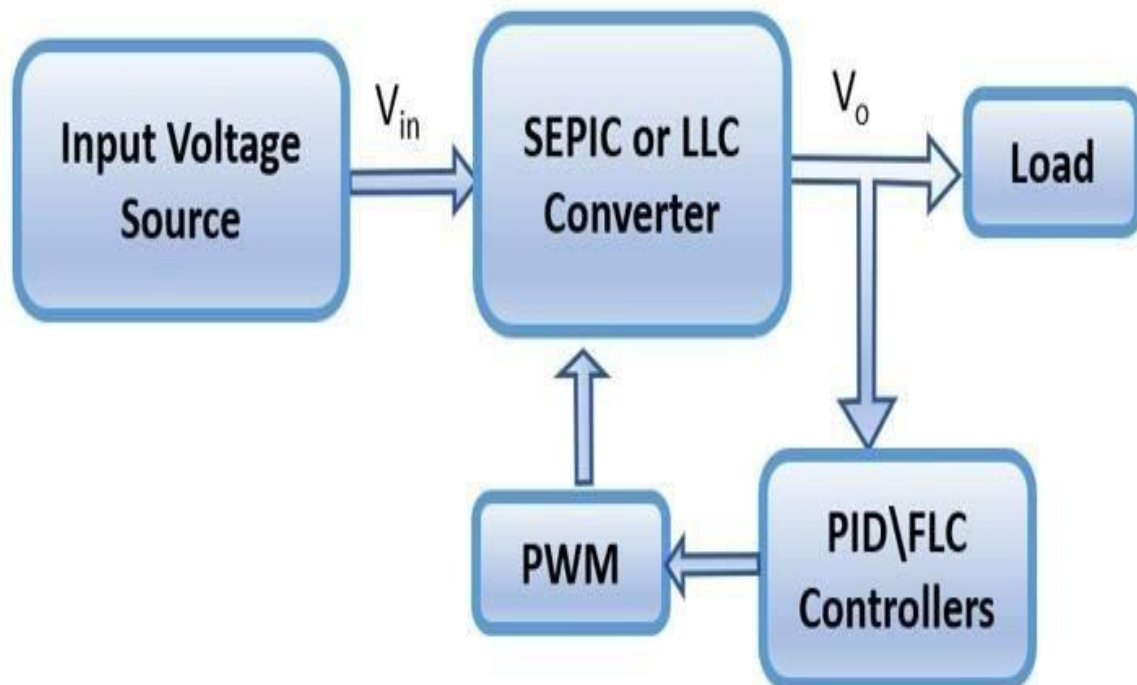 Input Voltage
Source
V_in
SEPIC or LLC
Converter
V_o
Load
PWM
PID\FLC
Controllers